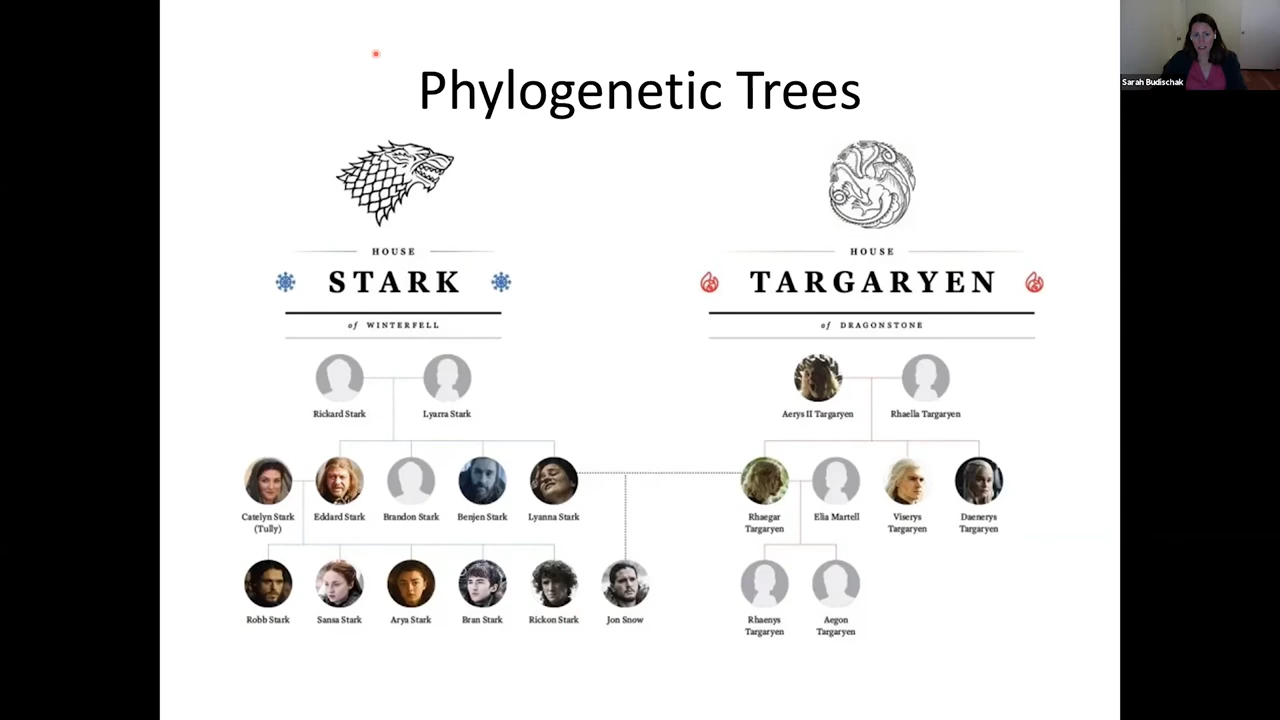 Sarah Budischak
Phylogenetic Trees
HOUSE
STARK
of WINTERFELL
HOUSE
TARGARYEN
of DRAGONSTONE
Rickard Stark
Lyarra Stark
Aerys II Targaryen
Rhaella Targaryen
Catelyn Stark
(Tully)
Eddard Stark
Brandon Stark
Benjen Stark
Lyanna Stark
Rhaegar
Targaryen
Elia Martell
Viserys
Targaryen
Daenerys
Targaryen
Robb Stark
Sansa Stark
Arya Stark
Bran Stark
Rickon Stark
Jon Snow
Rhaenys
Targaryen
Aegon
Targaryen